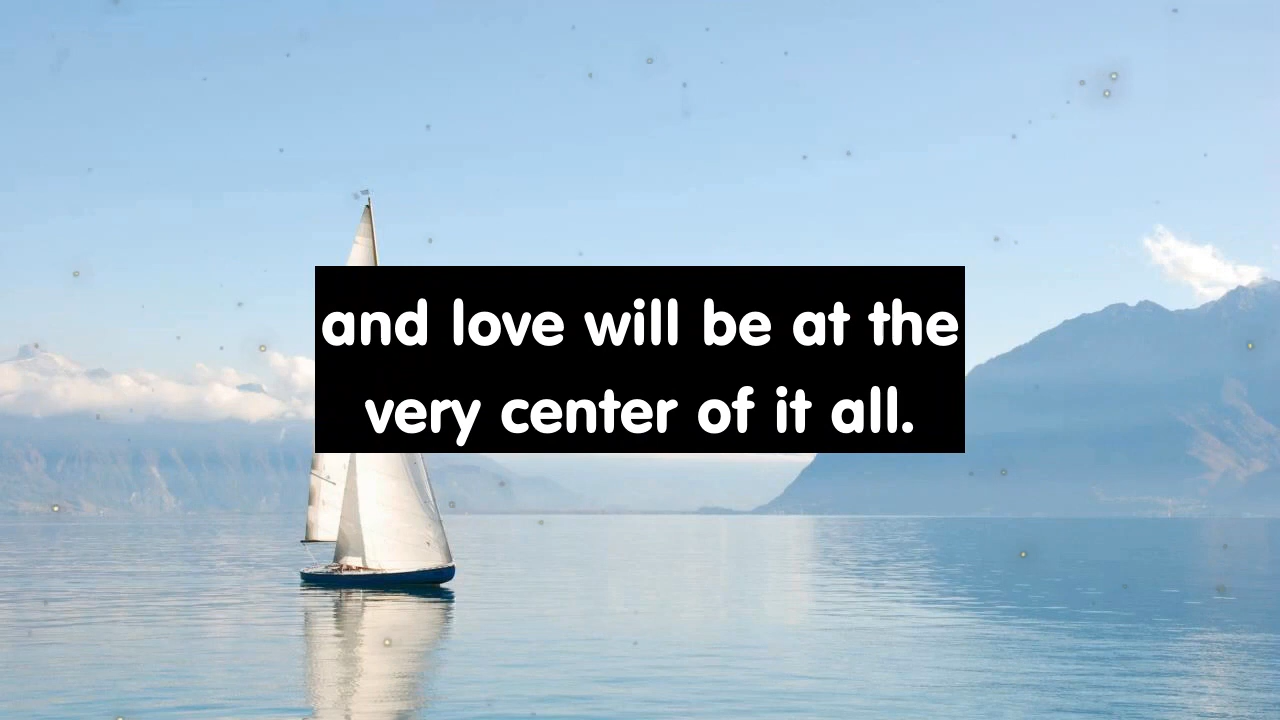 and love will be at the
very center of it all.